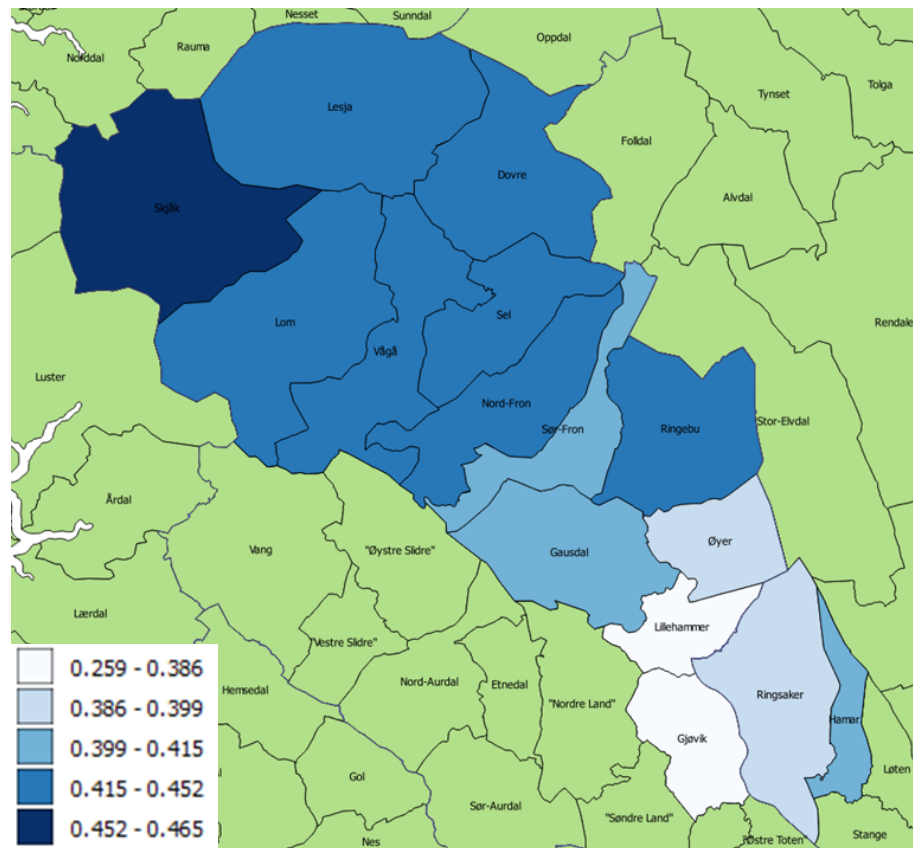 Nesset
Sunndal
Oppdal
Rauma
Norddal
Tolga
Tynset
Lesja
Folldal
Dovre
Alvdal
Skjåk
Sel
Lom
Rendale
Vågå
Luster
Nord-Fron
Stor-Elvdal
Sør-Fron
Ringebu
Årdal
Øyer
Vang
"Øystre Slidre"
Gausdal
Lærdal
Lillehammer
"Vestre Slidre"
Nord-Aurdal
Etnedal
Hemsedal
Ringsaker
"Nordre Land"
Hamar
Gjøvik
Løten
Gol
Sør-Aurdal
"Søndre Land"
Stange
"Østre Toten"
Nes
0.259 - 0.386
0.386 - 0.399
0.399 - 0.415
0.415 - 0.452
0.452 - 0.465